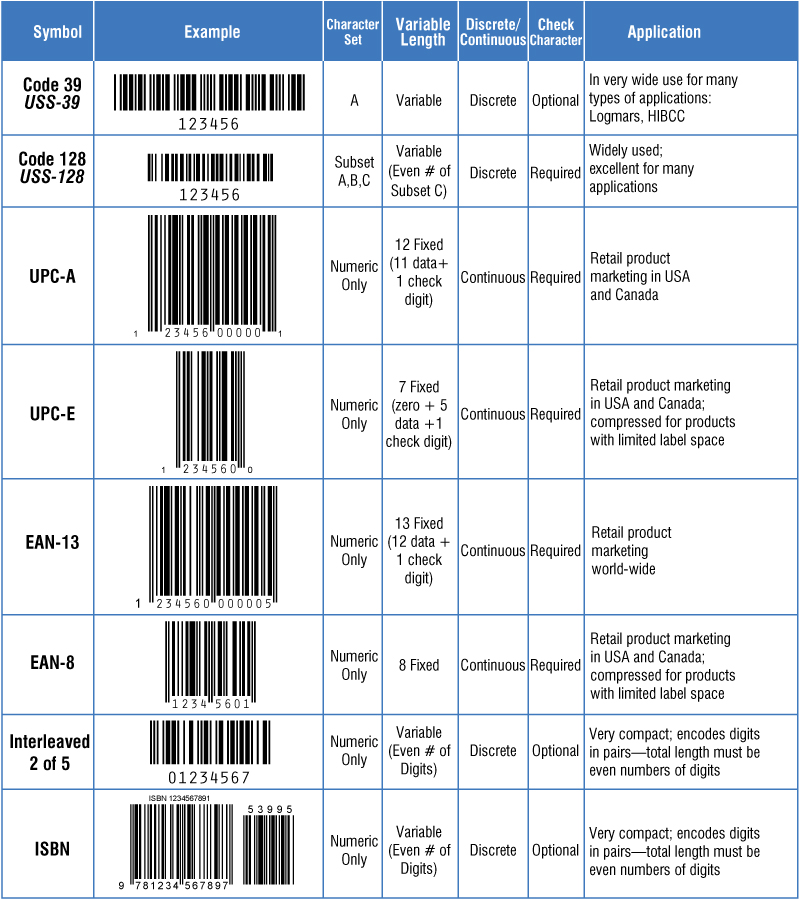 Symbol
Example
Character
Set
Variable
Length
Discrete/
Continuous
Check
Character
Application
Code 39
USS-39
123456
A
Variable
Discrete
Optional
In very wide use for many
types of applications:
Logmars, HIBCC
Code 128
USS-128
123456
Subset
A,B,C
Variable
(Even # of
Subset C)
Discrete
Required
Widely used;
excellent for many
applications
UPC-A
1 23456 00000 1
Numeric
Only
12 Fixed
(11 data+
1 check
digit)
Continuous
Required
Retail product
marketing in USA
and Canada
UPC-E
1 234560 0
Numeric
Only
7 Fixed
(zero + 5
data +1
check digit)
Continuous
Required
Retail product marketing
in USA and Canada;
compressed for products
with limited label space
EAN-13
1 234560 000005
Numeric
Only
13 Fixed
(12 data +
1 check
digit)
Continuous
Required
Retail product
marketing
world-wide
EAN-8
1234 5601
Numeric
Only
8 Fixed
Continuous
Required
Retail product marketing
in USA and Canada;
compressed for products
with limited label space
Interleaved
2 of 5
01234567
Numeric
Only
Variable
(Even # of
Digits)
Discrete
Optional
Very compact; encodes digits
in pairs—total length must be
even numbers of digits
ISBN
ISBN 1234567891
53995
9 781234 567897
Numeric
Only
Variable
(Even # of
Digits)
Discrete
Optional
Very compact; encodes digits
in pairs—total length must be
even numbers of digits